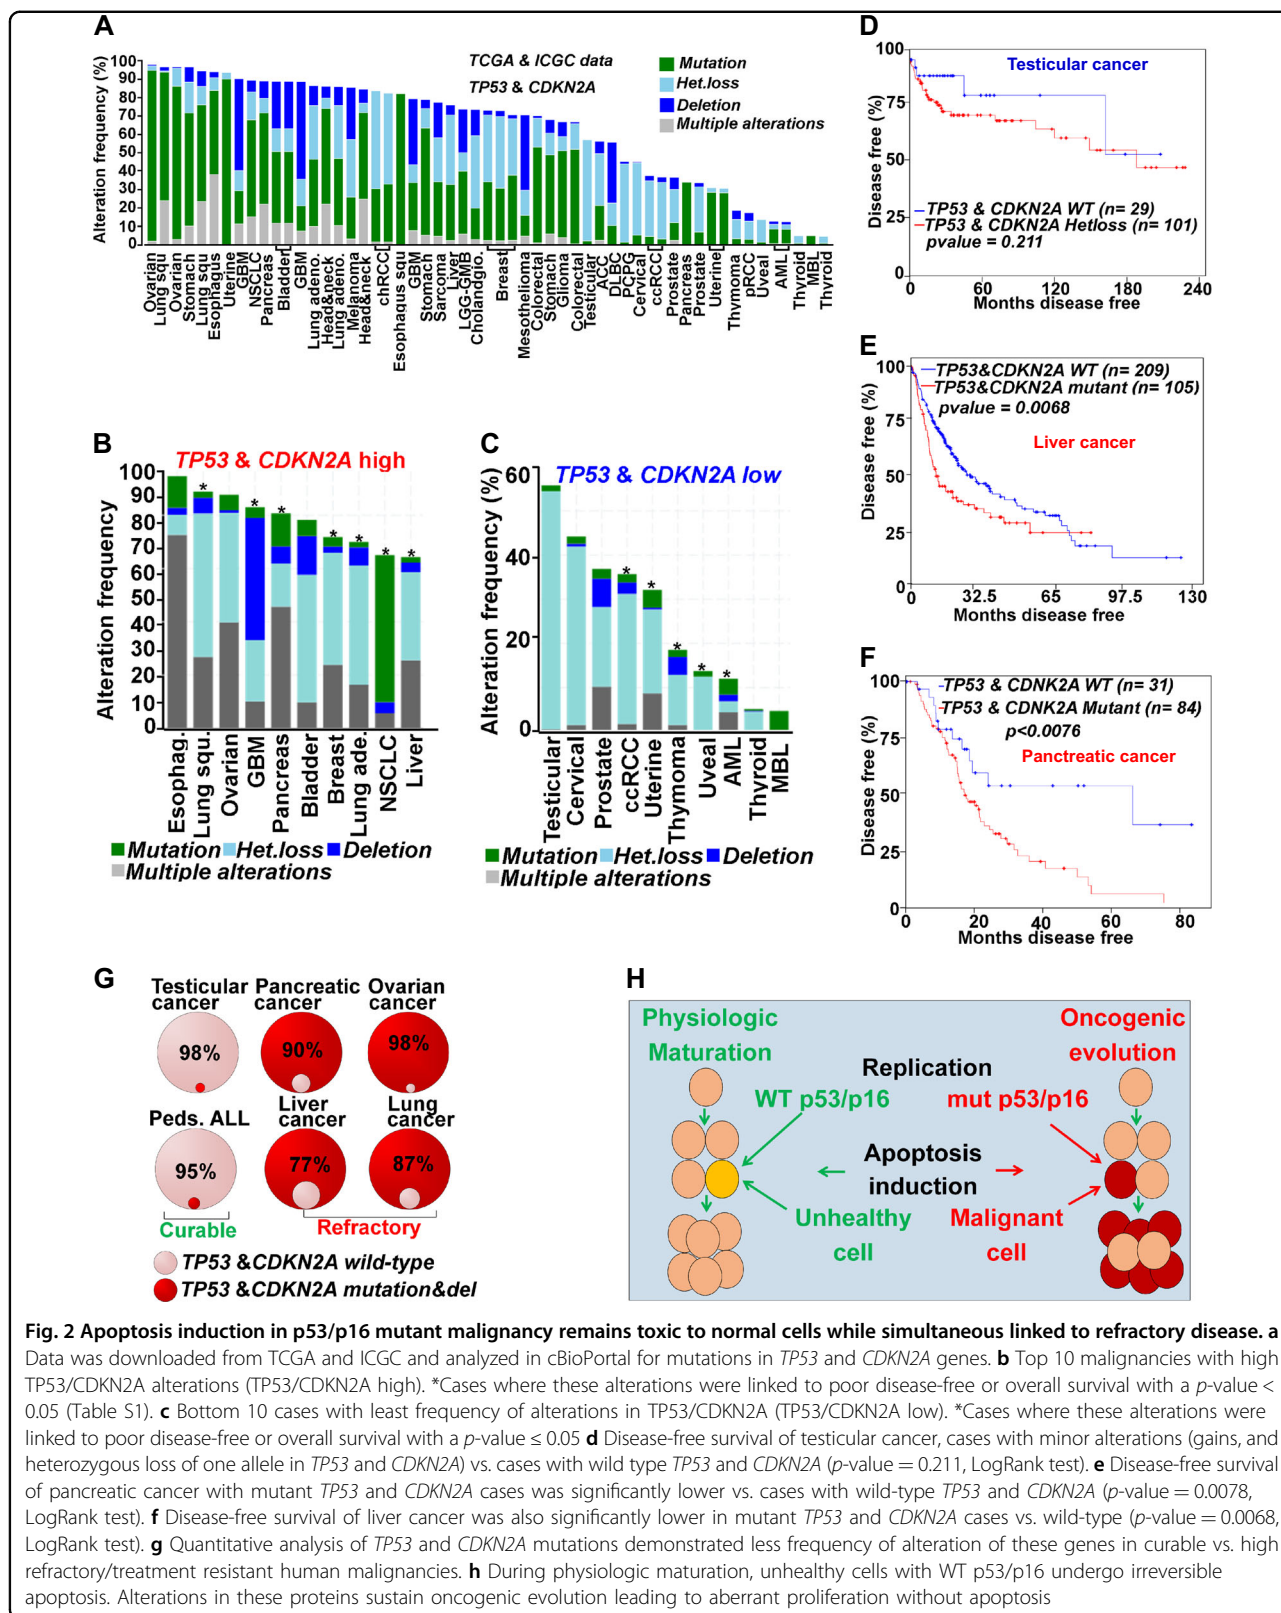 A
TCGA & ICGC data
TP53 & CDKN2A
Mutation
Het.loss
Deletion
Multiple alterations
Alteration frequency (%)
100
90
80
70
60
50
40
30
20
10
0
Ovarian
Lung squ
Ovarian
Stomach
Lung squ
Esophagus
Uterine
GBM
NSCLC
Pancreas
Bladder
GBM
Lung adeno.
Head&neck
Lung adeno.
Melanoma
Head&neck
chRCC
Esophagus squ
GBM
Stomach
Sarcoma
Liver
LGG-GMB
Cholandgio.
Breast
Mesothelioma
Colorectal
Stomach
Glioma
Colorectal
Testicular
ACC
DLBC
PCPG
Cervical
ccRCC
Prostate
Pancreas
Prostate
Uterine
Thymoma
pRCC
Uveal
AML
Thyroid
MBL
Thyroid
B
TP53 & CDKN2A high
Alteration frequency
100
90
80
70
60
50
40
30
20
10
0
* * * * * * *
Esophag.
Lung squ.
Ovarian
GBM
Pancreas
Bladder
Breast
Lung ade.
NSCLC
Liver
Mutation Het.loss Deletion
Multiple alterations
C
TP53 & CDKN2A low
Alteration frequency (%)
60
40
20
0
* * * * *
Testicular
Cervical
Prostate
ccRCC
Uterine
Thymoma
Uveal
AML
Thyroid
MBL
Mutation Het.loss Deletion
Multiple alterations
D
Testicular cancer
Disease free (%)
100
75
50
25
0
TP53 & CDKN2A WT (n= 29)
TP53 & CDKN2A Hetloss (n= 101)
pvalue = 0.211
0 60 120 180 240
Months disease free
E
TP53&CDKN2A WT (n= 209)
TP53&CDKN2A mutant (n= 105)
pvalue = 0.0068
Liver cancer
Disease free (%)
100
75
50
25
0
0 32.5 65 97.5 130
Months disease free
F
TP53 & CDNK2A WT (n= 31)
TP53 & CDNK2A Mutant (n= 84)
p<0.0076
Panctreatic cancer
Disease free (%)
100
75
50
25
0
0 20 40 60 80
Months disease free
G
Testicular cancer
Pancreatic cancer
Ovarian cancer
98%
90%
98%
Peds. ALL
Liver cancer
Lung cancer
95%
77%
87%
Curable
Refractory
TP53 &CDKN2A wild-type
TP53 &CDKN2A mutation&del
H
Physiologic
Maturation
Oncogenic
evolution
Replication
WT p53/p16
mut p53/p16
Apoptosis
induction
Unhealthy
cell
Malignant
cell
Fig. 2 Apoptosis induction in p53/p16 mutant malignancy remains toxic to normal cells while simultaneous linked to refractory disease. a
Data was downloaded from TCGA and ICGC and analyzed in cBioPortal for mutations in TP53 and CDKN2A genes. b Top 10 malignancies with high
TP53/CDKN2A alterations (TP53/CDKN2A high). *Cases where these alterations were linked to poor disease-free or overall survival with a p-value <
0.05 (Table S1). c Bottom 10 cases with least frequency of alterations in TP53/CDKN2A (TP53/CDKN2A low). *Cases where these alterations were
linked to poor disease-free or overall survival with a p-value ≤ 0.05 d Disease-free survival of testicular cancer, cases with minor alterations (gains, and
heterozygous loss of one allele in TP53 and CDKN2A) vs. cases with wild type TP53 and CDKN2A (p-value = 0.211, LogRank test). e Disease-free survival
of pancreatic cancer with mutant TP53 and CDKN2A cases was significantly lower vs. cases with wild-type TP53 and CDKN2A (p-value = 0.0078,
LogRank test). f Disease-free survival of liver cancer was also significantly lower in mutant TP53 and CDKN2A cases vs. wild-type (p-value = 0.0068,
LogRank test). g Quantitative analysis of TP53 and CDKN2A mutations demonstrated less frequency of alteration of these genes in curable vs. high
refractory/treatment resistant human malignancies. h During physiologic maturation, unhealthy cells with WT p53/p16 undergo irreversible
apoptosis. Alterations in these proteins sustain oncogenic evolution leading to aberrant proliferation without apoptosis